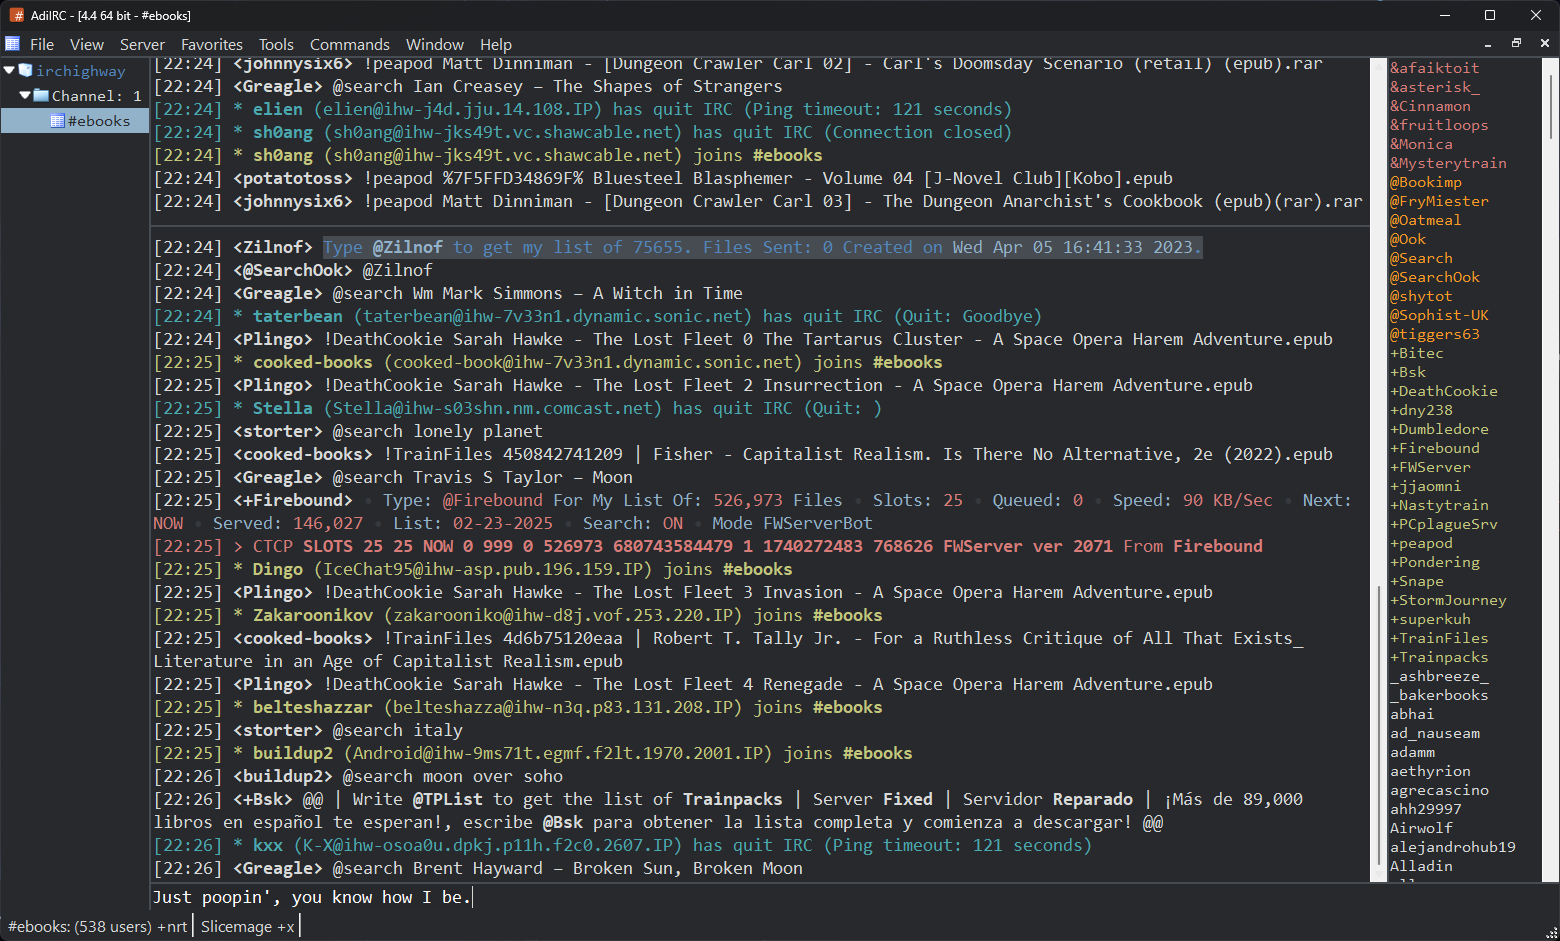 AdiIRC - [4.4 64 bit - #ebooks]
File View Server Favorites Tools Commands Window Help
irchighway
Channel: 1
#ebooks
[22:24] <johnnysix6> !peapod Matt Dinniman - [Dungeon Crawler Carl 02] - Carl's Doomsday Scenario (retail) (epub).rar
[22:24] <Greagle> @search Ian Creasey – The Shapes of Strangers
[22:24] * elien (elien@ihw-j4d.jju.14.108.IP) has quit IRC (Ping timeout: 121 seconds)
[22:24] * sh0ang (sh0ang@ihw-jks49t.vc.shawcable.net) has quit IRC (Connection closed)
[22:24] * sh0ang (sh0ang@ihw-jks49t.vc.shawcable.net) joins #ebooks
[22:24] <potatotoss> !peapod %7F5FFD34869F% Bluesteel Blasphemer - Volume 04 [J-Novel Club][Kobo].epub
[22:24] <johnnysix6> !peapod Matt Dinniman - [Dungeon Crawler Carl 03] - The Dungeon Anarchist's Cookbook (epub)(rar).rar
[22:24] <Zilnof> Type @Zilnof to get my list of 75655. Files Sent: 0 Created on Wed Apr 05 16:41:33 2023.
[22:24] <@SearchOok> @Zilnof
[22:24] <Greagle> @search Wm Mark Simmons – A Witch in Time
[22:24] * taterbean (taterbean@ihw-7v33n1.dynamic.sonic.net) has quit IRC (Quit: Goodbye)
[22:24] <Plingo> !DeathCookie Sarah Hawke - The Lost Fleet 0 The Tartarus Cluster - A Space Opera Harem Adventure.epub
[22:25] * cooked-books (cooked-book@ihw-7v33n1.dynamic.sonic.net) joins #ebooks
[22:25] <Plingo> !DeathCookie Sarah Hawke - The Lost Fleet 2 Insurrection - A Space Opera Harem Adventure.epub
[22:25] * Stella (Stella@ihw-s03shn.nm.comcast.net) has quit IRC (Quit: )
[22:25] <storter> @search lonely planet
[22:25] <cooked-books> !TrainFiles 450842741209 | Fisher - Capitalist Realism. Is There No Alternative, 2e (2022).epub
[22:25] <Greagle> @search Travis S Taylor – Moon
[22:25] <+Firebound> • Type: @Firebound For My List Of: 526,973 Files • Slots: 25 • Queued: 0 • Speed: 90 KB/Sec • Next:
NOW • Served: 146,027 • List: 02-23-2025 • Search: ON • Mode FWServerBot
[22:25] > CTCP SLOTS 25 25 NOW 0 999 0 526973 680743584479 1 1740272483 768626 FWServer ver 2071 From Firebound
[22:25] * Dingo (IceChat95@ihw-asp.pub.196.159.IP) joins #ebooks
[22:25] <Plingo> !DeathCookie Sarah Hawke - The Lost Fleet 3 Invasion - A Space Opera Harem Adventure.epub
[22:25] * Zakaroonikov (zakarooniko@ihw-d8j.vof.253.220.IP) joins #ebooks
[22:25] <cooked-books> !TrainFiles 4d6b75120eaa | Robert T. Tally Jr. - For a Ruthless Critique of All That Exists_
Literature in an Age of Capitalist Realism.epub
[22:25] <Plingo> !DeathCookie Sarah Hawke - The Lost Fleet 4 Renegade - A Space Opera Harem Adventure.epub
[22:25] * belteshazzar (belteshazza@ihw-n3q.p83.131.208.IP) joins #ebooks
[22:25] <storter> @search italy
[22:25] * buildup2 (Android@ihw-9ms71t.egmf.f2lt.1970.2001.IP) joins #ebooks
[22:26] <buildup2> @search moon over soho
[22:26] <+Bsk> @@ | Write @TPList to get the list of Trainpacks | Server Fixed | Servidor Reparado | ¡Más de 89,000
libros en español te esperan!, escribe @Bsk para obtener la lista completa y comienza a descargar! @@
[22:26] * kxx (K-X@ihw-osoa0u.dpkj.p11h.f2c0.2607.IP) has quit IRC (Ping timeout: 121 seconds)
[22:26] <Greagle> @search Brent Hayward – Broken Sun, Broken Moon
Just poopin', you know how I be.
#ebooks: (538 users) +nrt
Slicemage +x
&afaiktoit
&asterisk_
&Cinnamon
&fruitloops
&Monica
&Mysterytrain
@Bookimp
@FryMiester
@Oatmeal
@Ook
@Search
@SearchOok
@shytot
@Sophist-UK
@tiggers63
+Bitec
+Bsk
+DeathCookie
+dny238
+Dumbledore
+Firebound
+FWServer
+jjaomni
+Nastytrain
+PCplagueSrv
+peapod
+Pondering
+Snape
+StormJourney
+superkuh
+TrainFiles
+Trainpacks
_ashbreeze_
_bakerbooks
abhai
ad_nauseam
adamm
aethyrion
agrecascino
ahh29997
Airwolf
alejandrohub19
Alladin